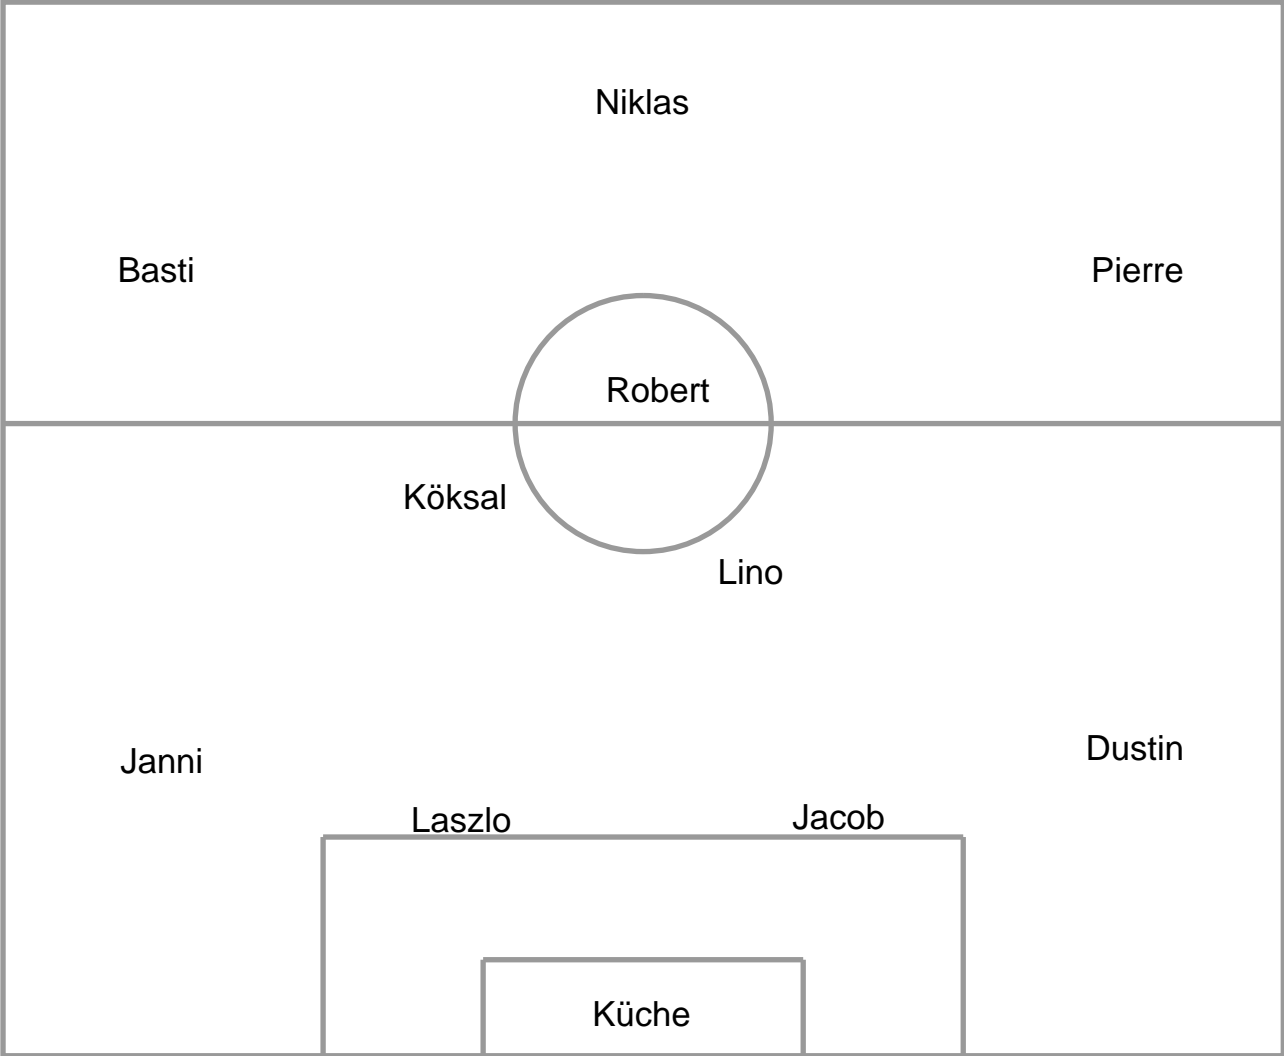 Niklas
Basti
Pierre
Robert
Köksal
Lino
Janni
Dustin
Laszlo
Jacob
Küche